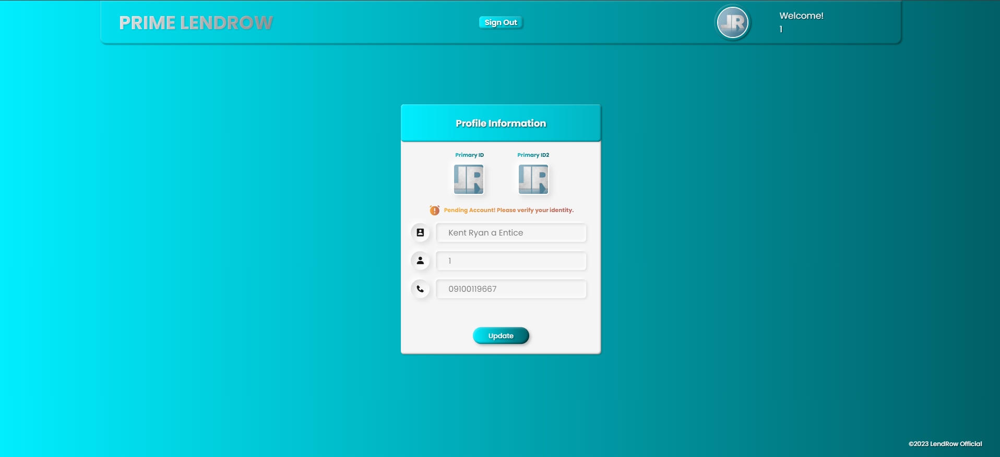 PRIME LENDROW
Sign Out
JR
Welcome!
1
Profile Information
Primary ID
Primary ID2
JR
JR
Pending Account! Please verify your identity.
Kent Ryan a Entice
1
09100119667
Update
©2023 LendRow Official